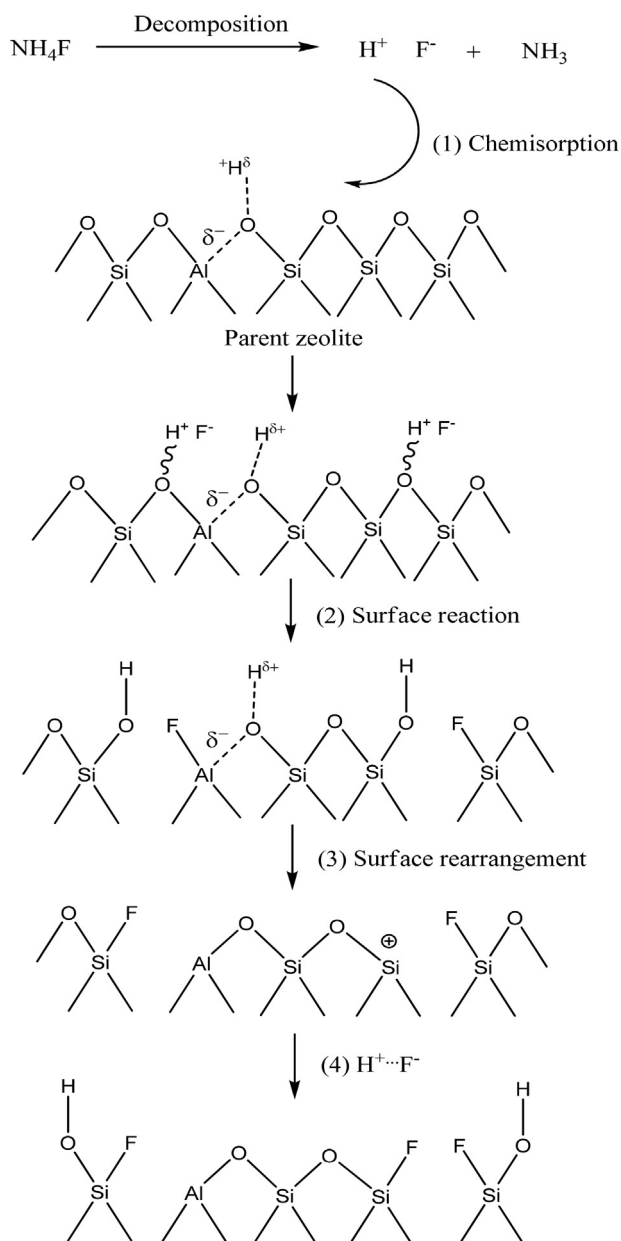 Decomposition
NH₄F H⁺ F⁻ + NH₃
(1) Chemisorption
⁺Hᵟ
O O O O O O
δ⁻
Si Al Si Si Si
Parent zeolite
H⁺ F⁻ Hᵟ⁺ H⁺ F⁻
O O O O O O
δ⁻
Si Al Si Si Si
(2) Surface reaction
H Hᵟ⁺ H
O O F O O O F O
δ⁻
Si Al Si Si Si
(3) Surface rearrangement
O F O O ⊕ F O
Si Al Si Si Si
(4) H⁺···F⁻
H H
O F O O F F O
Si Al Si Si Si